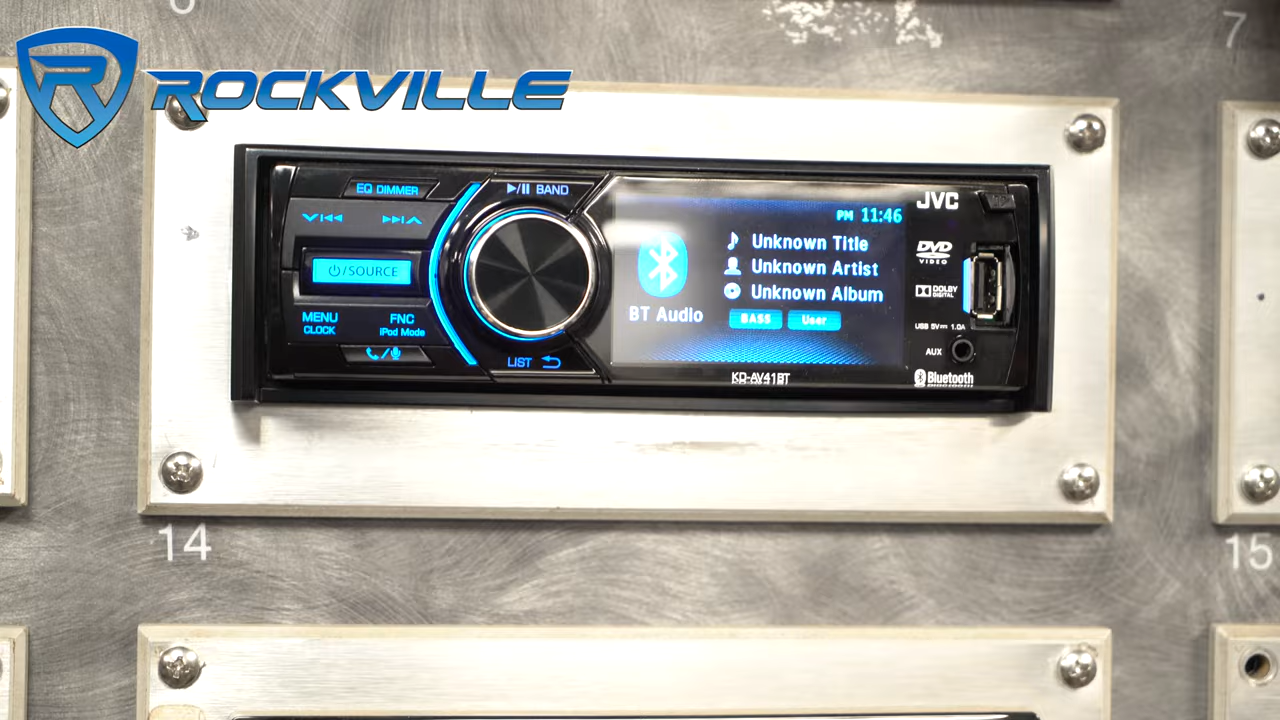 7
ROCKVILLE
EQ DIMMER
BAND
PM 11:46
JVC
Unknown Title
Unknown Artist
Unknown Album
DVD
VIDEO
/SOURCE
DOLBY
DIGITAL
BT Audio
BASS
User
MENU
CLOCK
FNC
iPod Mode
USB 5V 1.0A
AUX
LIST
KD-AV41BT
Bluetooth
14
15